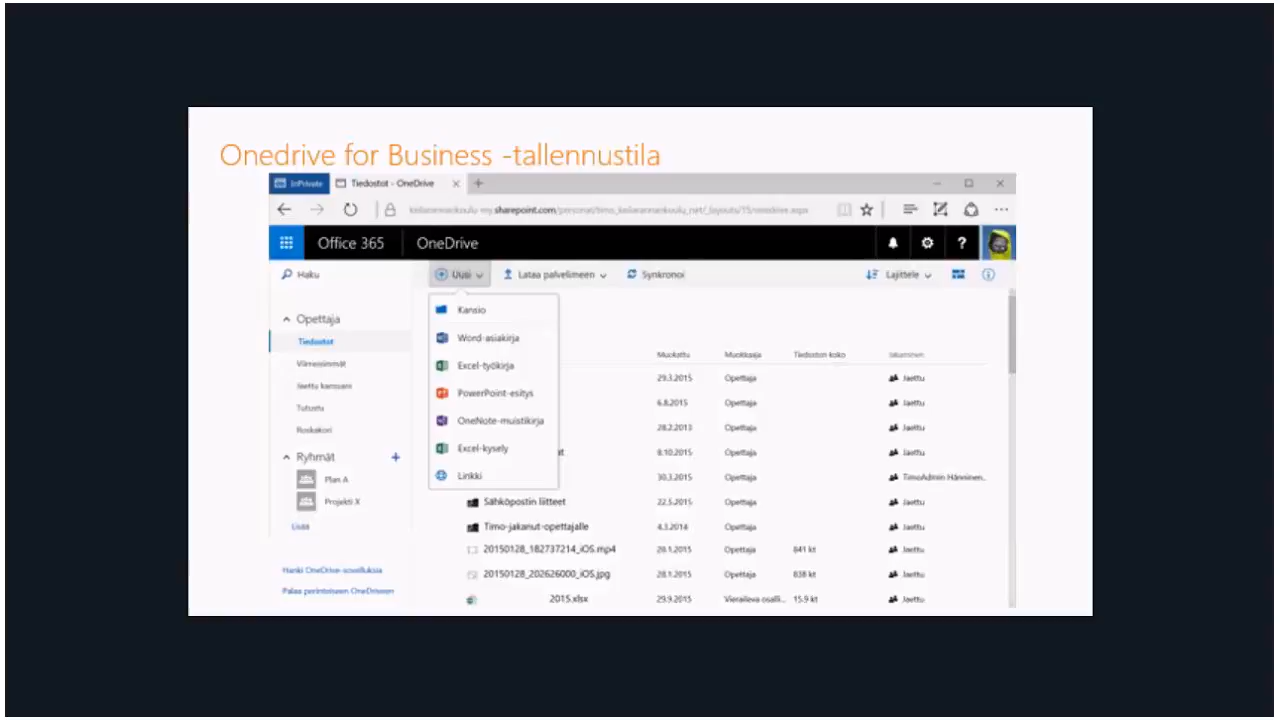 Onedrive for Business -tallennustila
InPrivate Tiedostot - OneDrive
sharepoint.com
Office 365 OneDrive ?
Haku Uusi Lataa palvelimeen Synkronoi Lajittele
Opettaja
Tiedostot
Viimeisimmät
Jaettu kanssani
Tutustu
Roskakori
Ryhmät
Plan A
Projekti X
Lisää
Hanki OneDrive-sovelluksia
Palaa perinteiseen OneDriveen
Kansio
Word-asiakirja
Excel-työkirja
PowerPoint-esitys
OneNote-muistikirja
Excel-kysely
Linkki
Muokattu Muokkaaja Tiedoston koko Jakaminen
29.3.2015 Opettaja Jaettu
6.8.2015 Opettaja Jaettu
28.2.2013 Opettaja Jaettu
8.10.2015 Opettaja Jaettu
30.3.2015 Opettaja TimoAdmin Hänninen..
Sähköpostin liitteet 22.5.2015 Opettaja Jaettu
Timo-jakanut-opettajalle 4.3.2014 Opettaja Jaettu
20150128_182737214_iOS.mp4 28.1.2015 Opettaja 841 kt Jaettu
20150128_202626000_iOS.jpg 28.1.2015 Opettaja 838 kt Jaettu
2015.xlsx 29.9.2015 Vieraileva osalli... 15.9 kt Jaettu